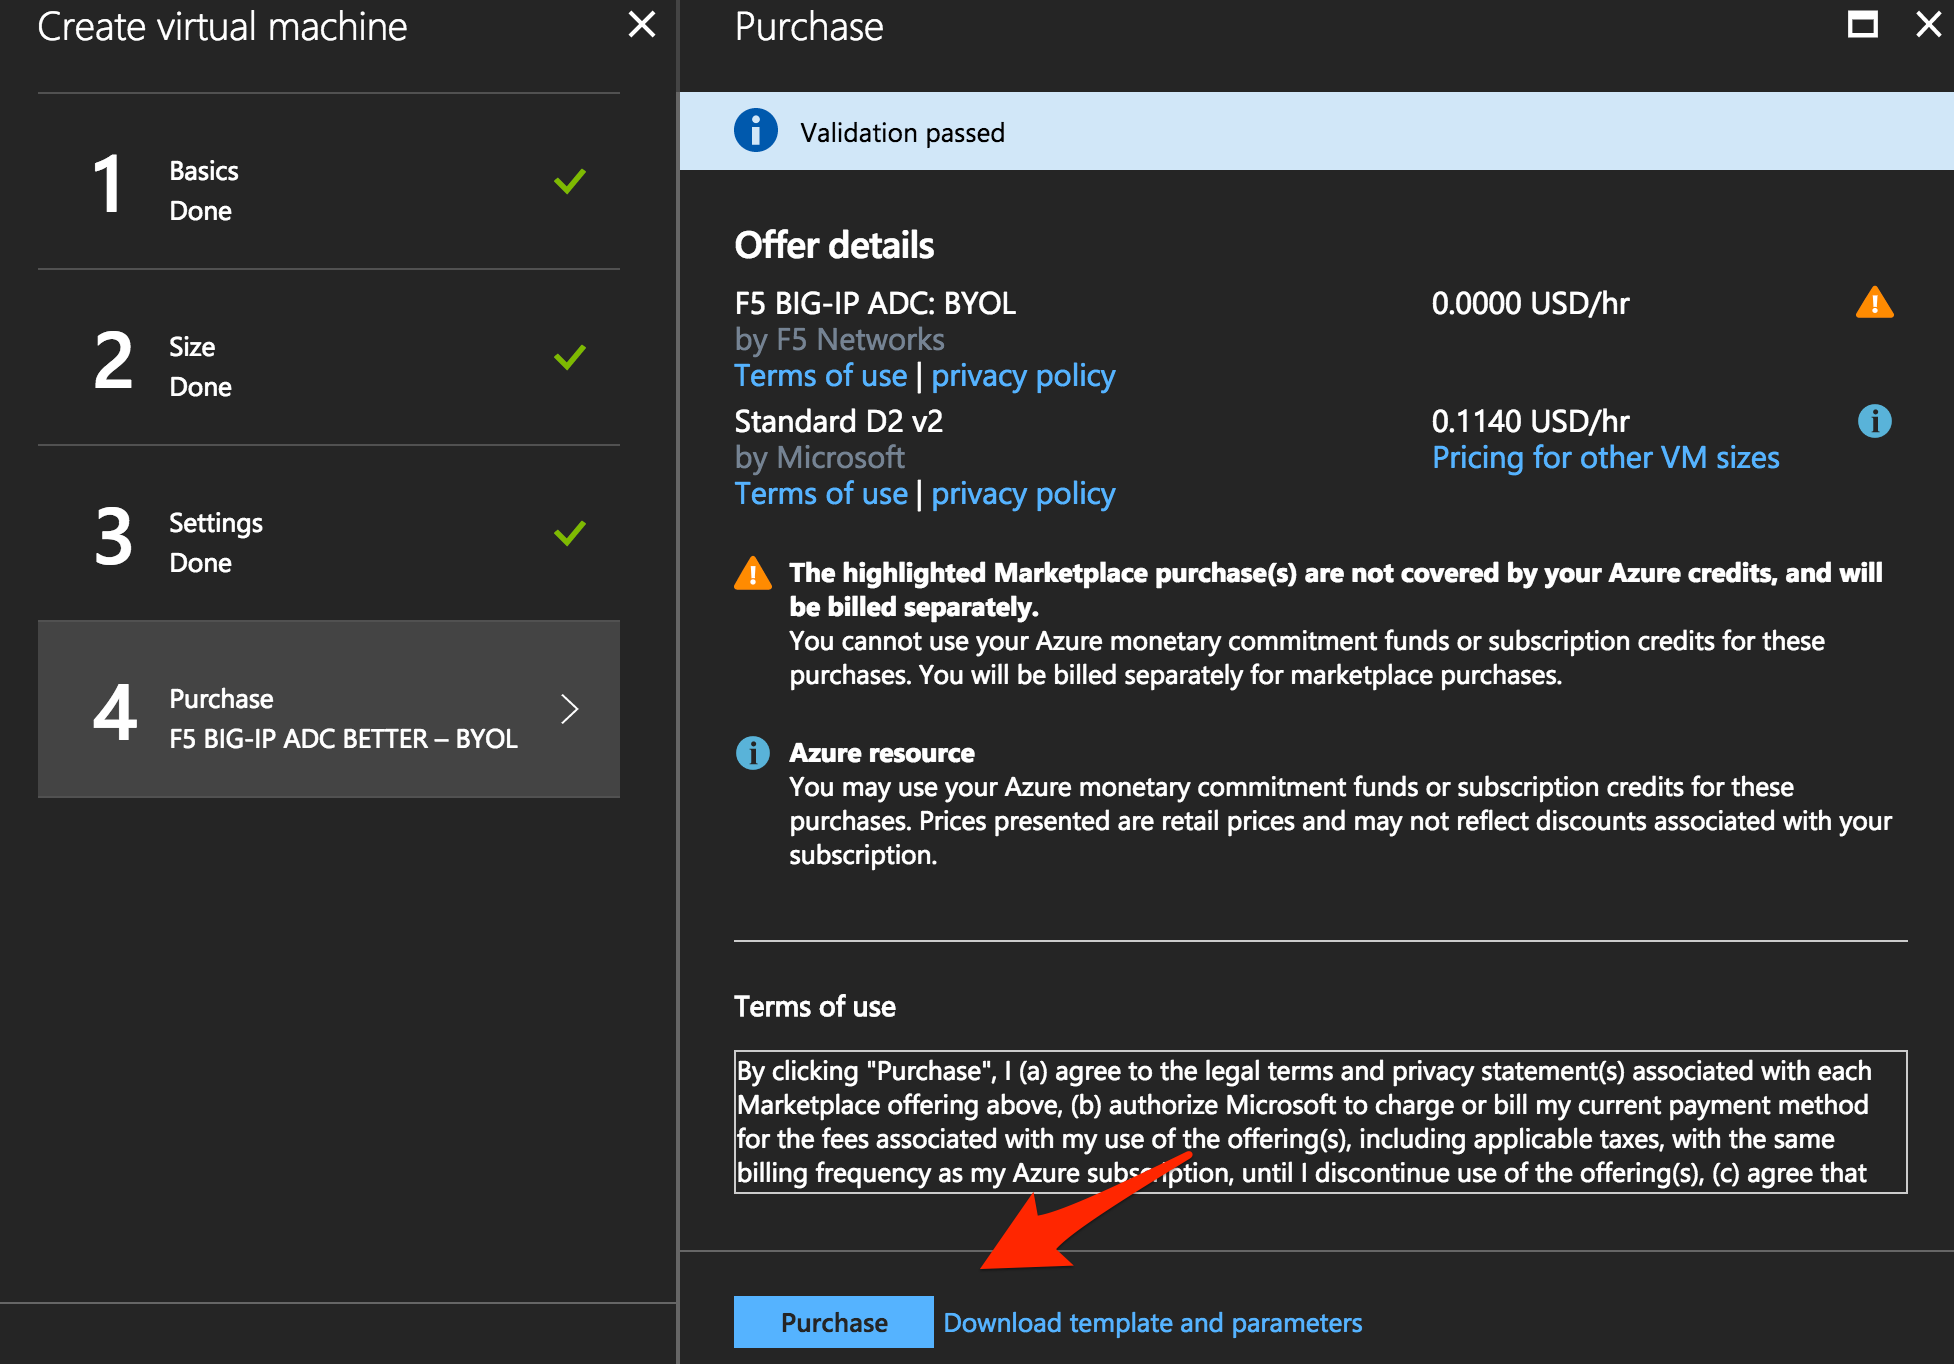 Create virtual machine
1
Basics
Done
2
Size
Done
3
Settings
Done
4
Purchase
F5 BIG-IP ADC BETTER – BYOL
Purchase
Validation passed
Offer details
F5 BIG-IP ADC: BYOL
0.0000 USD/hr
by F5 Networks
Terms of use | privacy policy
Standard D2 v2
0.1140 USD/hr
by Microsoft
Pricing for other VM sizes
Terms of use | privacy policy
The highlighted Marketplace purchase(s) are not covered by your Azure credits, and will
be billed separately.
You cannot use your Azure monetary commitment funds or subscription credits for these
purchases. You will be billed separately for marketplace purchases.
Azure resource
You may use your Azure monetary commitment funds or subscription credits for these
purchases. Prices presented are retail prices and may not reflect discounts associated with your
subscription.
Terms of use
By clicking "Purchase", I (a) agree to the legal terms and privacy statement(s) associated with each
Marketplace offering above, (b) authorize Microsoft to charge or bill my current payment method
for the fees associated with my use of the offering(s), including applicable taxes, with the same
billing frequency as my Azure subscription, until I discontinue use of the offering(s), (c) agree that
Purchase
Download template and parameters